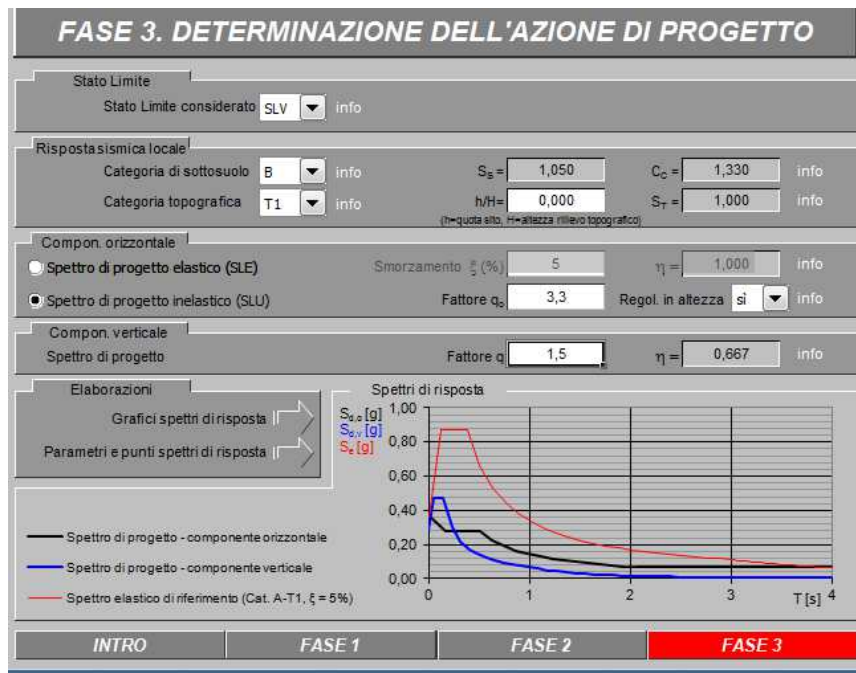 FASE 3. DETERMINAZIONE DELL'AZIONE DI PROGETTO
Stato Limite
Stato Limite considerato SLV info
Risposta sismica locale
Categoria di sottosuolo B info S_S = 1,050 C_C = 1,330 info
Categoria topografica T1 info h/H= 0,000 S_T = 1,000 info
(h=quota sito, H=altezza rilievo topografico)
Compon. orizzontale
Spettro di progetto elastico (SLE) Smorzamento ξ (%) 5 η = 1,000 info
Spettro di progetto inelastico (SLU) Fattore q_o 3,3 Regol. in altezza sì info
Compon. verticale
Spettro di progetto Fattore q 1,5 η = 0,667 info
Elaborazioni
Grafici spettri di risposta
Parametri e punti spettri di risposta
Spettri di risposta
S_d,o [g]
S_d,v [g]
S_e [g]
1,00
0,80
0,60
0,40
0,20
0,00
0 1 2 3 4
T [s]
Spettro di progetto - componente orizzontale
Spettro di progetto - componente verticale
Spettro elastico di riferimento (Cat. A-T1, ξ = 5%)
INTRO FASE 1 FASE 2 FASE 3